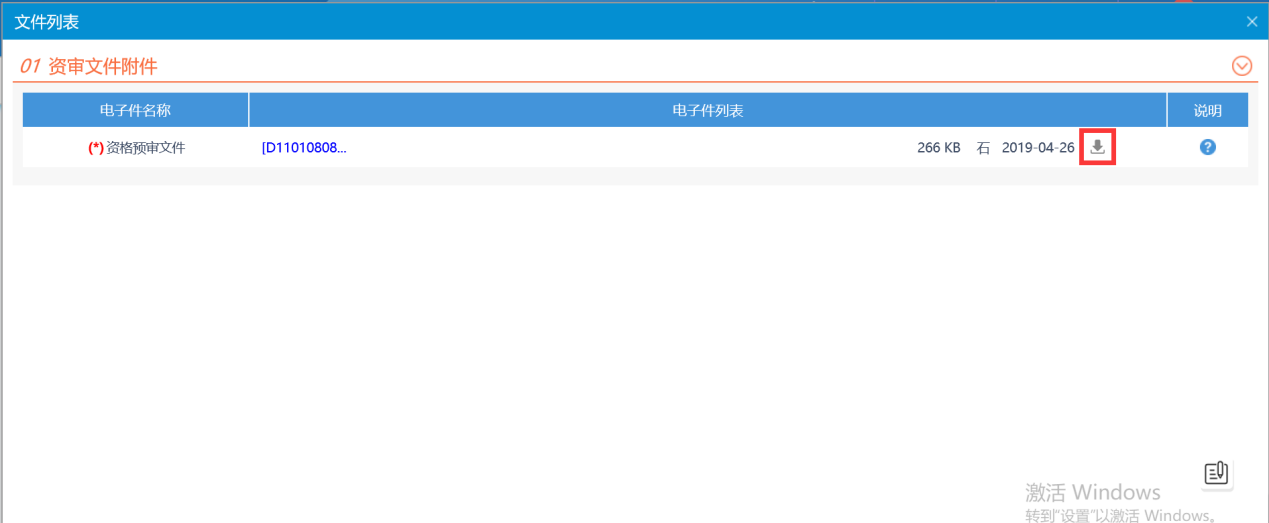 文件列表
01 资审文件附件
电子件名称 电子件列表 说明
(*)资格预审文件 [D11010808... 266 KB 石 2019-04-26
激活 Windows
转到"设置"以激活 Windows。